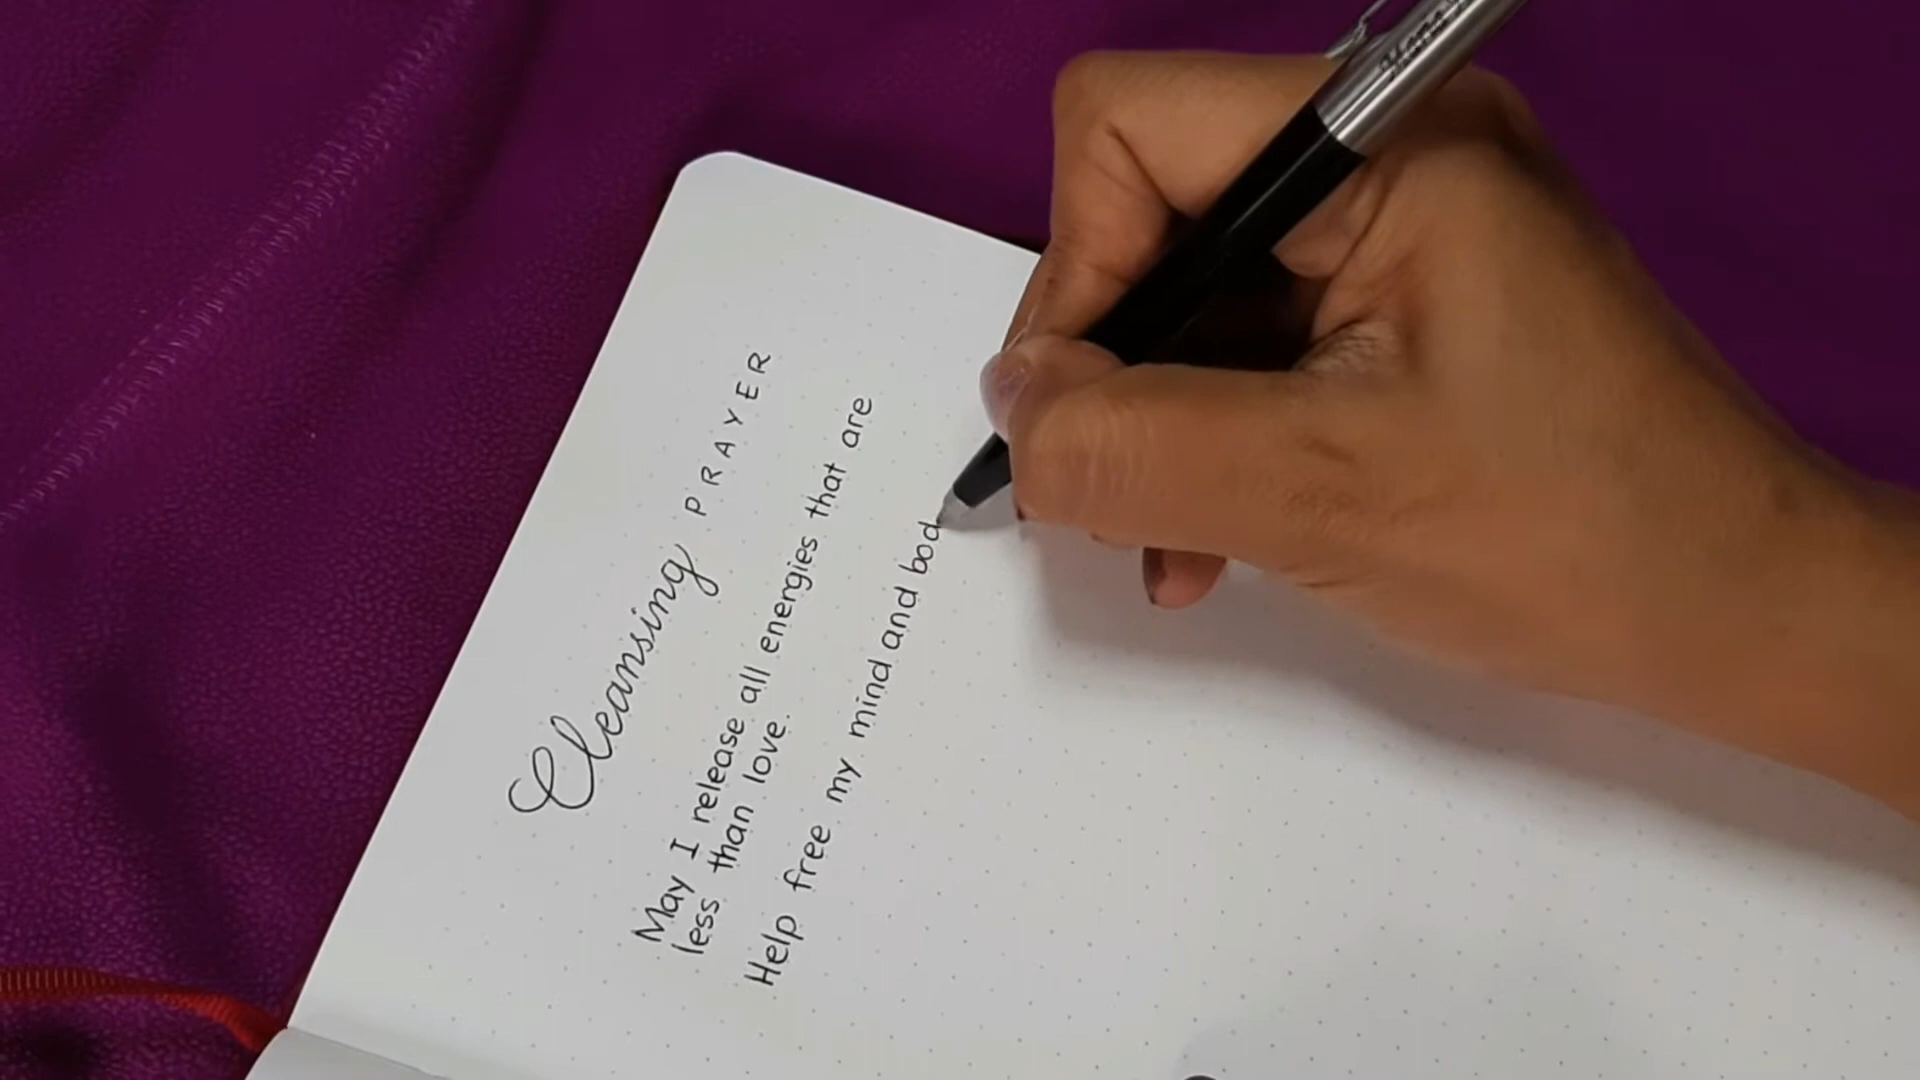 Cleansing PRAYER
May I release all energies that are
less than love.
Help free my mind and bod